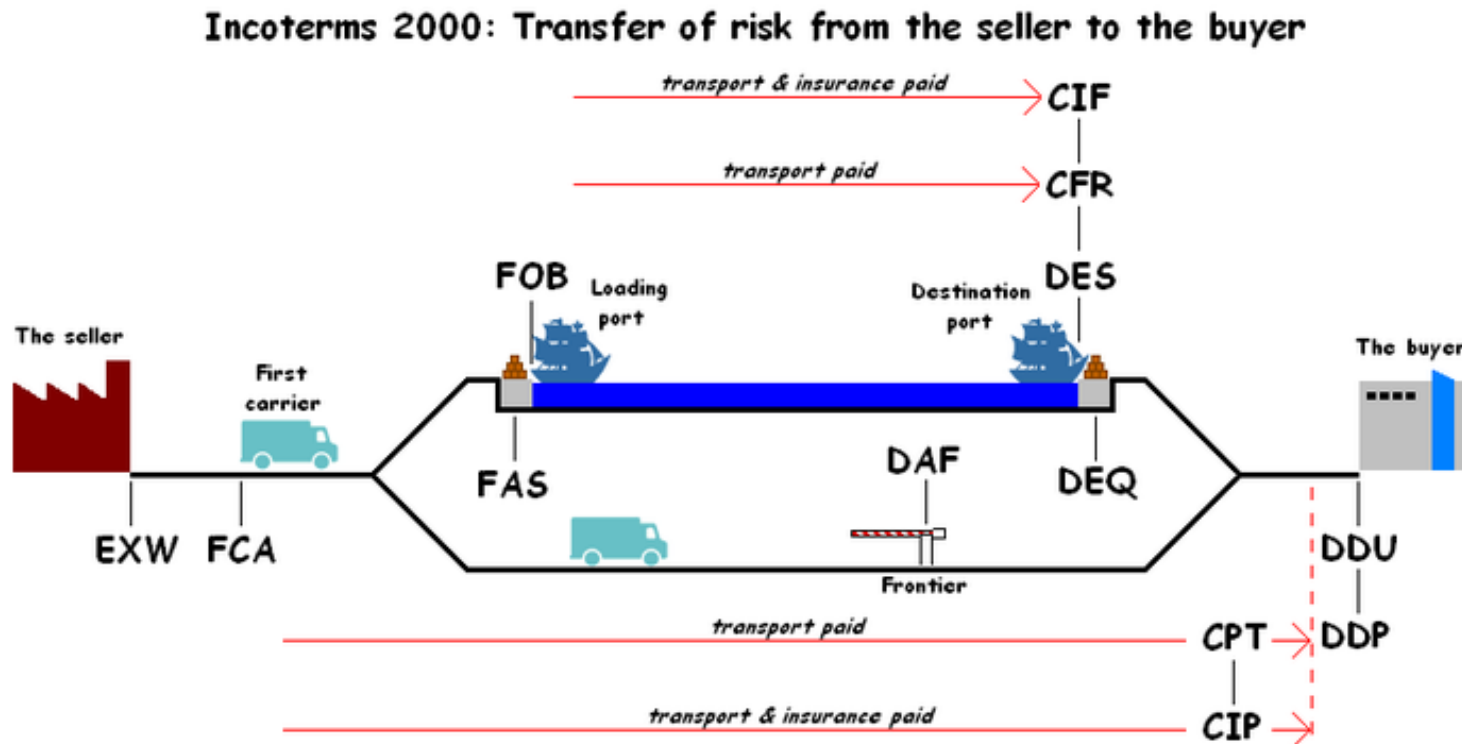 Incoterms 2000: Transfer of risk from the seller to the buyer
transport & insurance paid
CIF
transport paid
CFR
FOB
Loading
port
Destination
port
DES
The seller
First
carrier
The buyer
FAS
DAF
DEQ
EXW
FCA
Frontier
DDU
transport paid
CPT
DDP
transport & insurance paid
CIP